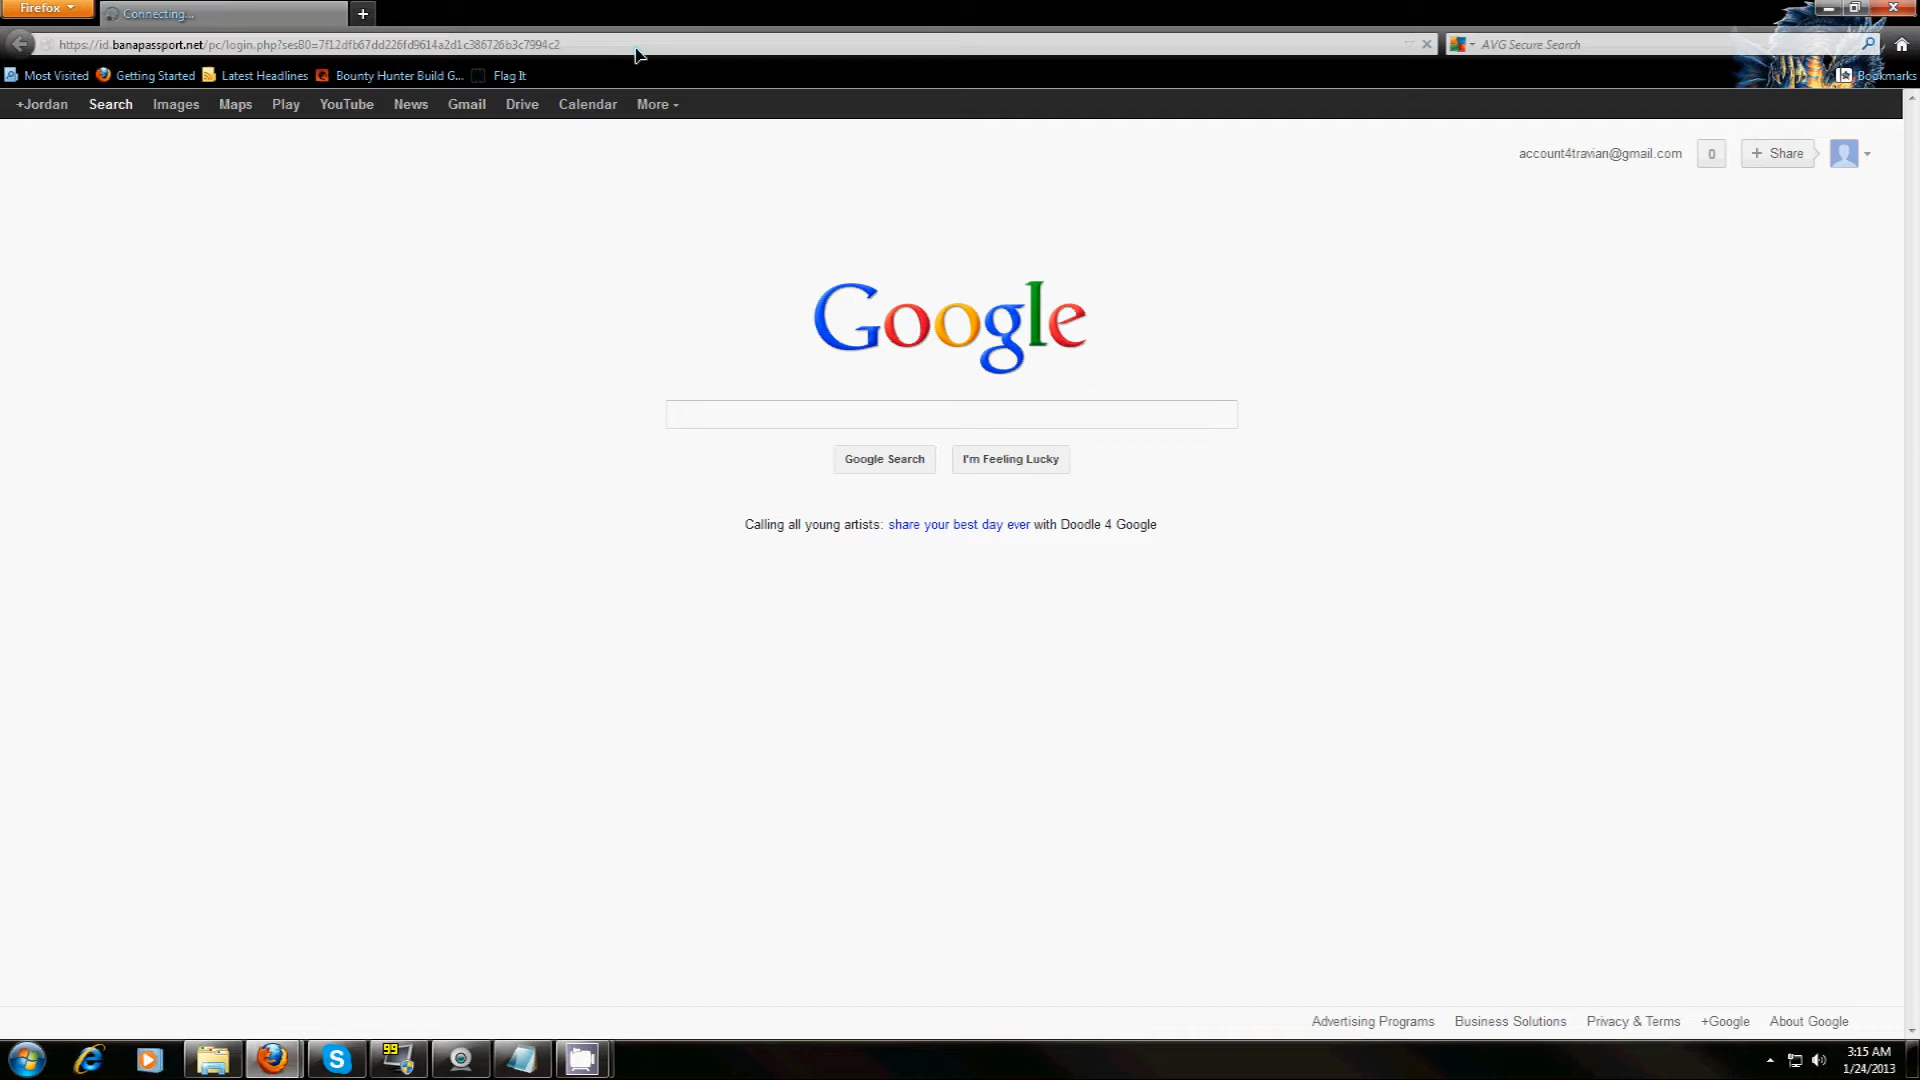 Firefox
Connecting...
+
https://id.banapassport.net/pc/login.php?ses80=7f12dfb67dd226fd9614a2d1c386726b3c7994c2
AVG Secure Search
Most Visited Getting Started Latest Headlines Bounty Hunter Build G... Flag It
Bookmarks
+Jordan Search Images Maps Play YouTube News Gmail Drive Calendar More
account4travian@gmail.com 0 + Share
Google
Google Search I'm Feeling Lucky
Calling all young artists: share your best day ever with Doodle 4 Google
Advertising Programs Business Solutions Privacy & Terms +Google About Google
99
3:15 AM
1/24/2013